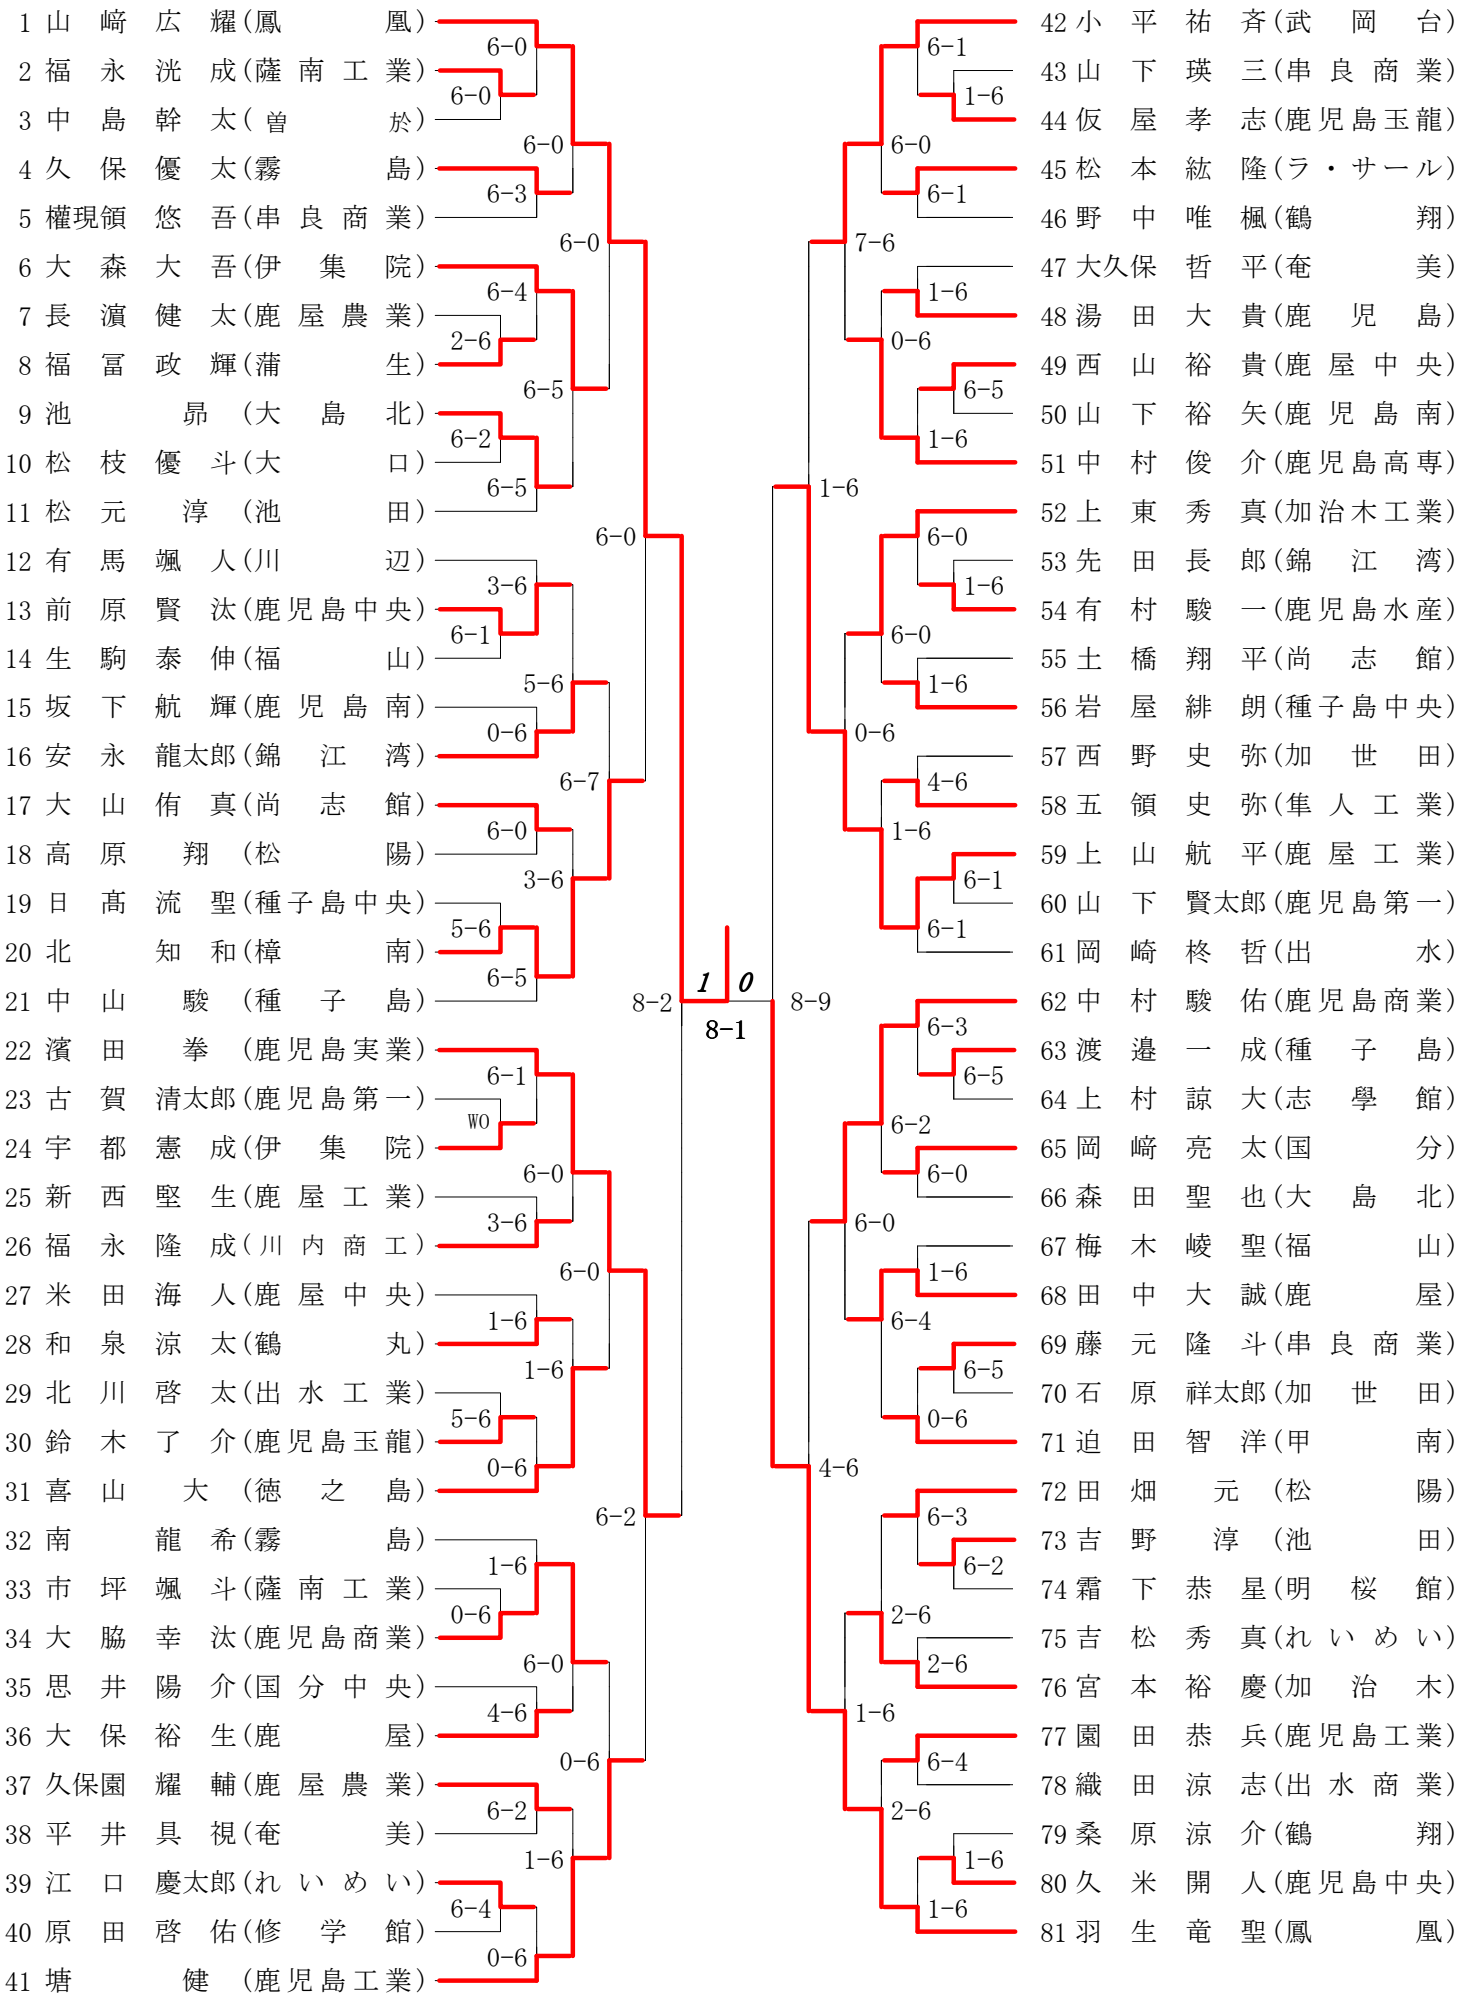 1 山﨑広耀(鳳凰)
2 福永洸成(薩南工業)
3 中島幹太(曽於)
4 久保優太(霧島)
5 權現領悠吾(串良商業)
6 大森大吾(伊集院)
7 長濵健太(鹿屋農業)
8 福冨政輝(蒲生)
9 池昴(大島北)
10 松枝優斗(大口)
11 松元淳(池田)
12 有馬颯人(川辺)
13 前原賢汰(鹿児島中央)
14 生駒泰伸(福山)
15 坂下航輝(鹿児島南)
16 安永龍太郎(錦江湾)
17 大山侑真(尚志館)
18 高原翔(松陽)
19 日髙流聖(種子島中央)
20 北知和(樟南)
21 中山駿(種子島)
22 濱田拳(鹿児島実業)
23 古賀清太郎(鹿児島第一)
24 宇都憲成(伊集院)
25 新西堅生(鹿屋工業)
26 福永隆成(川内商工)
27 米田海人(鹿屋中央)
28 和泉涼太(鶴丸)
29 北川啓太(出水工業)
30 鈴木了介(鹿児島玉龍)
31 喜山大(徳之島)
32 南龍希(霧島)
33 市坪颯斗(薩南工業)
34 大脇幸汰(鹿児島商業)
35 思井陽介(国分中央)
36 大保裕生(鹿屋)
37 久保園耀輔(鹿屋農業)
38 平井具視(奄美)
39 江口慶太郎(れいめい)
40 原田啓佑(修学館)
41 塘健(鹿児島工業)
6-0
6-0
6-0
6-3
6-0
6-4
2-6
6-5
6-2
6-5
6-0
3-6
6-1
5-6
0-6
6-7
6-0
3-6
5-6
6-5
8-2
6-1
WO
6-0
3-6
6-0
1-6
1-6
5-6
0-6
6-2
1-6
0-6
6-0
4-6
0-6
6-2
1-6
6-4
0-6
1 0
8-1
42 小平祐斉(武岡台)
43 山下瑛三(串良商業)
44 仮屋孝志(鹿児島玉龍)
45 松本紘隆(ラ・サール)
46 野中唯楓(鶴翔)
47 大久保哲平(奄美)
48 湯田大貴(鹿児島)
49 西山裕貴(鹿屋中央)
50 山下裕矢(鹿児島南)
51 中村俊介(鹿児島高専)
52 上東秀真(加治木工業)
53 先田長郎(錦江湾)
54 有村駿一(鹿児島水産)
55 土橋翔平(尚志館)
56 岩屋緋朗(種子島中央)
57 西野史弥(加世田)
58 五領史弥(隼人工業)
59 上山航平(鹿屋工業)
60 山下賢太郎(鹿児島第一)
61 岡崎柊哲(出水)
62 中村駿佑(鹿児島商業)
63 渡邉一成(種子島)
64 上村諒大(志學館)
65 岡﨑亮太(国分)
66 森田聖也(大島北)
67 梅木崚聖(福山)
68 田中大誠(鹿屋)
69 藤元隆斗(串良商業)
70 石原祥太郎(加世田)
71 迫田智洋(甲南)
72 田畑元(松陽)
73 吉野淳(池田)
74 霜下恭星(明桜館)
75 吉松秀真(れいめい)
76 宮本裕慶(加治木)
77 園田恭兵(鹿児島工業)
78 織田涼志(出水商業)
79 桑原涼介(鶴翔)
80 久米開人(鹿児島中央)
81 羽生竜聖(鳳凰)
6-1
1-6
6-0
6-1
7-6
1-6
0-6
6-5
1-6
1-6
6-0
1-6
6-0
1-6
0-6
4-6
1-6
6-1
6-1
8-9
6-3
6-5
6-2
6-0
6-0
1-6
6-4
6-5
0-6
4-6
6-3
6-2
2-6
2-6
1-6
6-4
2-6
1-6
1-6